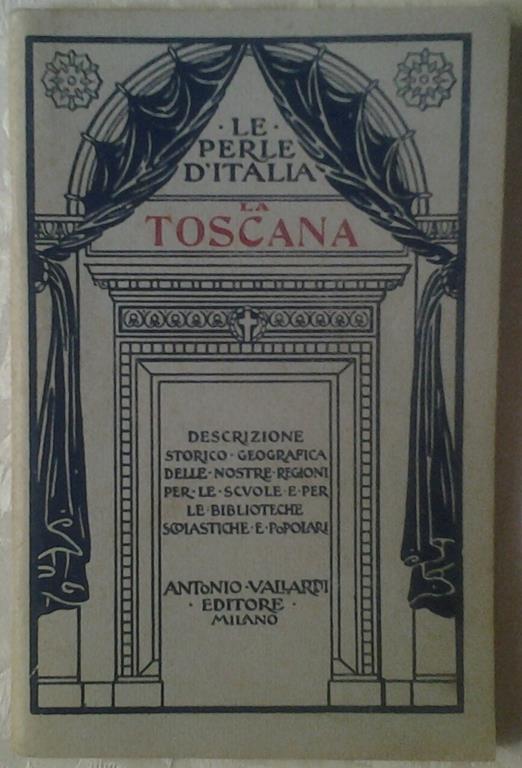 · LE ·
PERLE
D'ITALIA
LA
TOSCANA
DESCRIZIONE
STORICO · GEOGRAFICA
DELLE · NOSTRE · REGIONI
PER · LE · SCVOLE · E · PER
LE · BIBLIOTECHE
SCOLASTICHE · E · POPOLARI
ANTONIO · VALLARDI
· EDITORE ·
MILANO